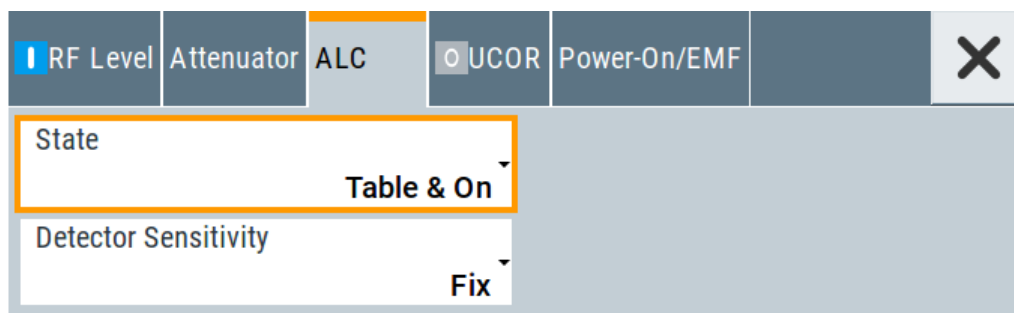 RF Level Attenuator ALC UCOR Power-On/EMF
State
Table & On
Detector Sensitivity
Fix